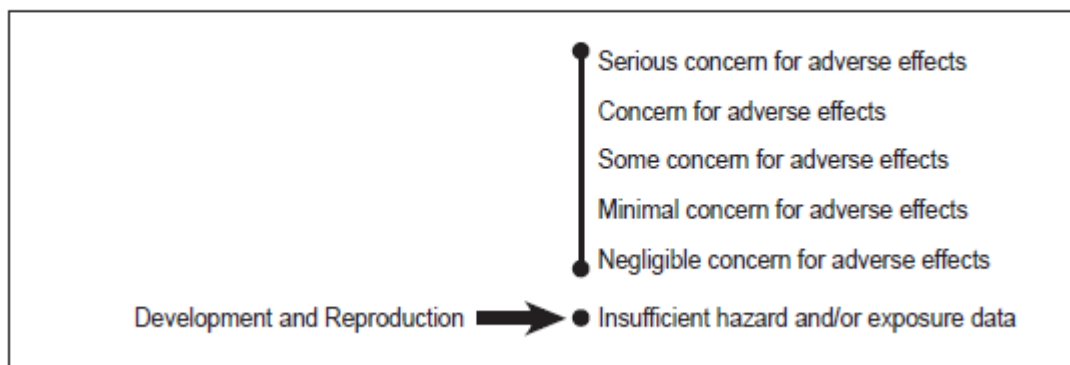 Serious concern for adverse effects
Concern for adverse effects
Some concern for adverse effects
Minimal concern for adverse effects
Negligible concern for adverse effects
Development and Reproduction Insufficient hazard and/or exposure data